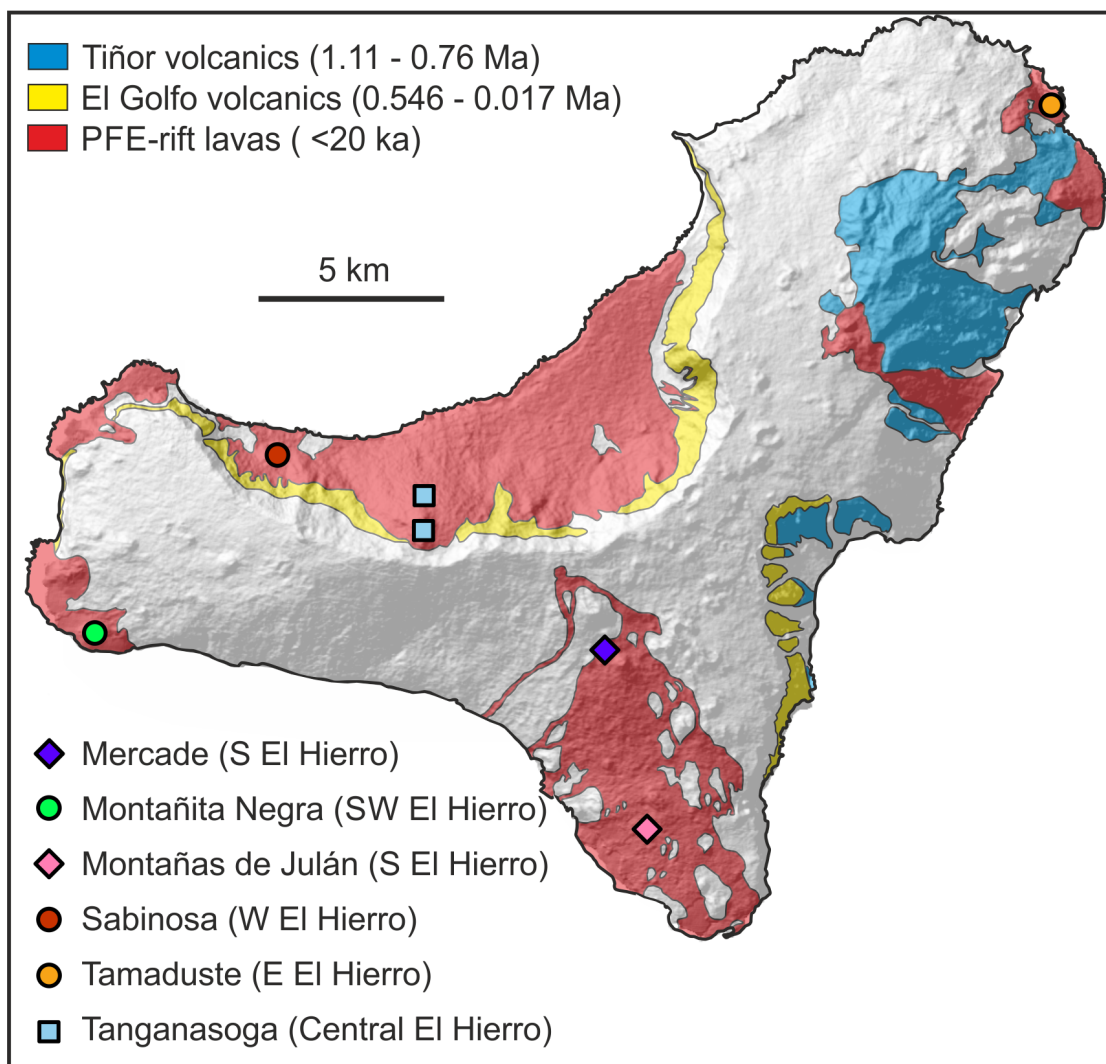 Tiñor volcanics (1.11 - 0.76 Ma)
El Golfo volcanics (0.546 - 0.017 Ma)
PFE-rift lavas ( <20 ka)
5 km
Mercade (S El Hierro)
Montañita Negra (SW El Hierro)
Montañas de Julán (S El Hierro)
Sabinosa (W El Hierro)
Tamaduste (E El Hierro)
Tanganasoga (Central El Hierro)